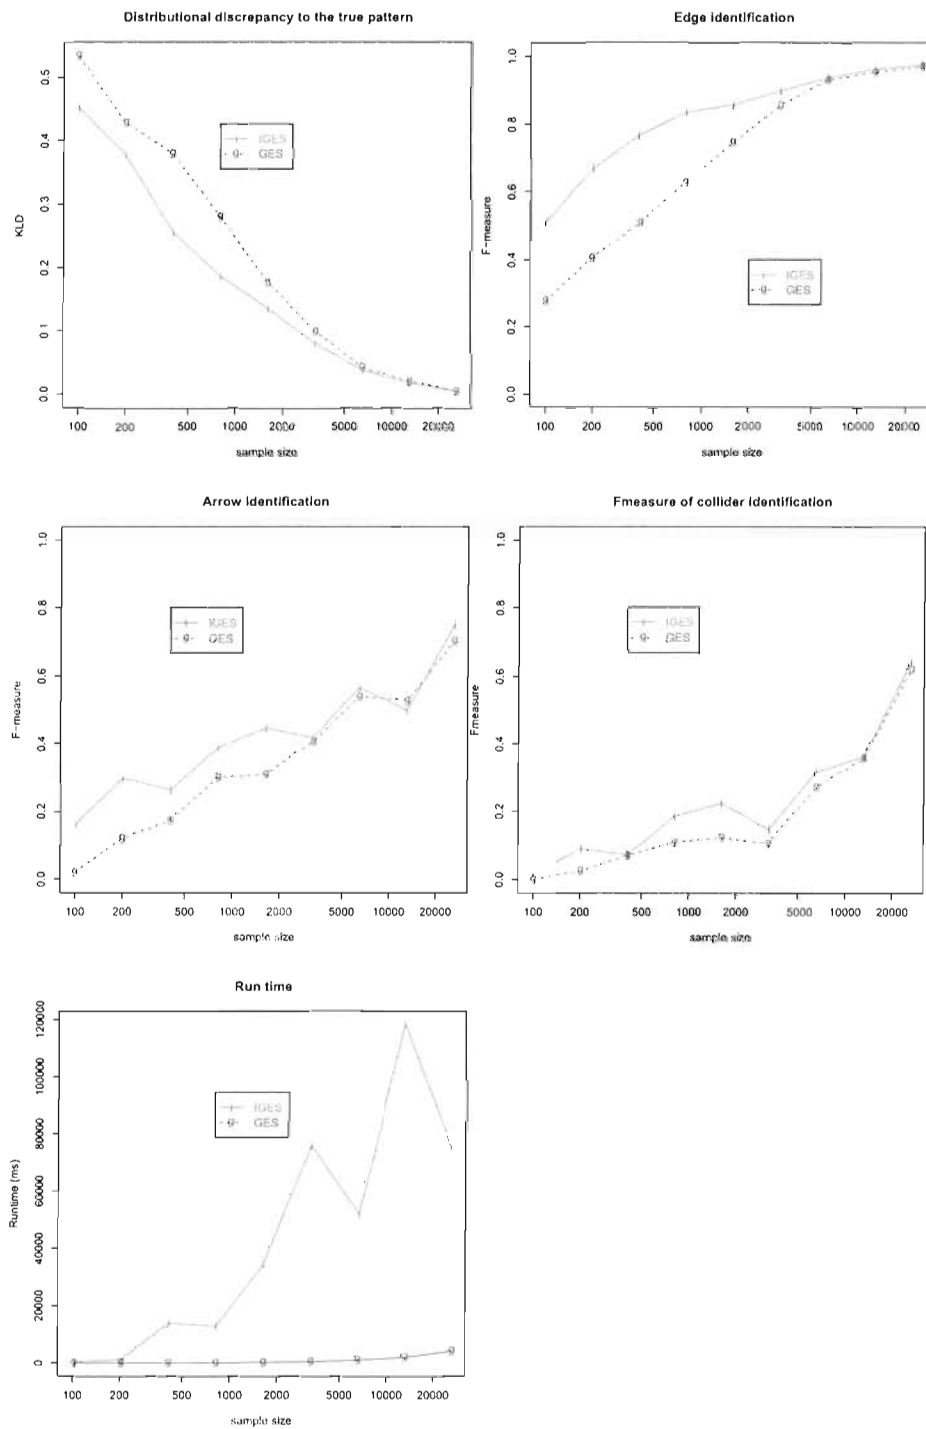 Distributional discrepancy to the true pattern
KLD
0.5
0.4
0.3
0.2
0.1
0.0
IGES
g GES
100 200 500 1000 2000 5000 10000 20000
sample size
Edge identification
F-measure
1.0
0.8
0.6
0.4
0.2
0.0
IGES
g GES
100 200 500 1000 2000 5000 10000 20000
sample size
Arrow identification
F-measure
1.0
0.8
0.6
0.4
0.2
0.0
IGES
g GES
100 200 500 1000 2000 5000 10000 20000
sample size
Fmeasure of collider identification
Fmeasure
1.0
0.8
0.6
0.4
0.2
0.0
IGES
g GES
100 200 500 1000 2000 5000 10000 20000
sample size
Run time
Runtime (ms)
120000
100000
80000
60000
40000
20000
0
IGES
g GES
100 200 500 1000 2000 5000 10000 20000
sample size